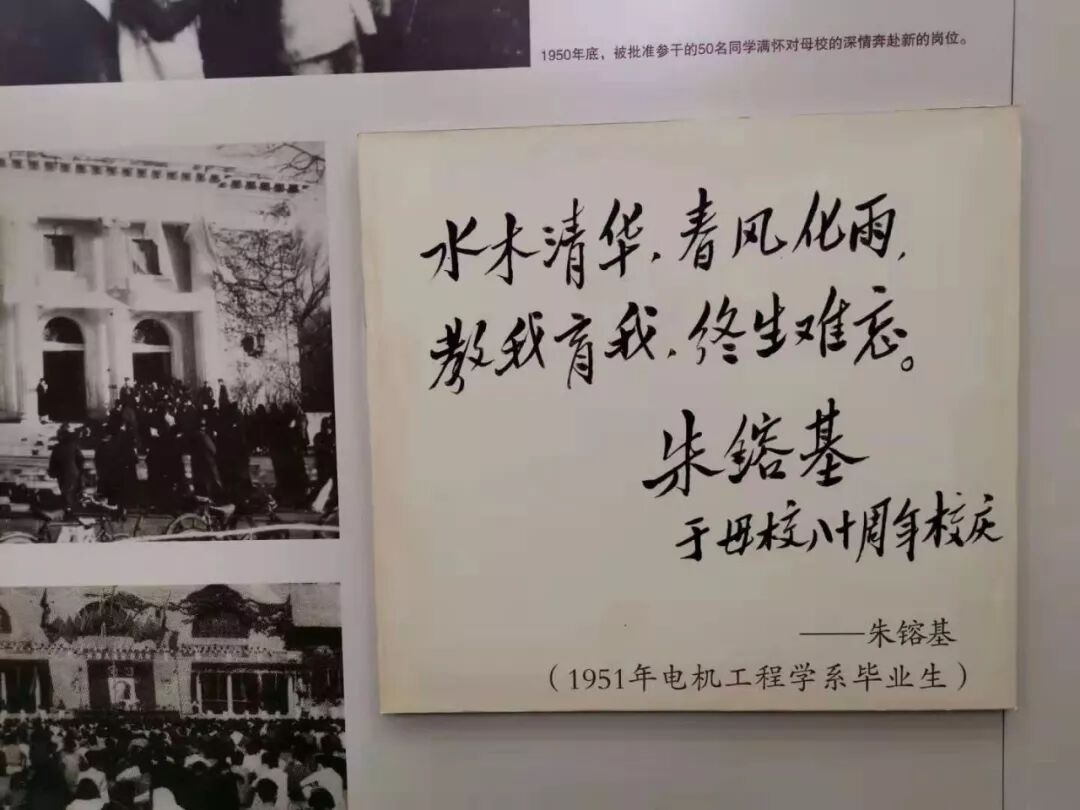 1950年底，被批准参干的50名同学满怀对母校的深情奔赴新的岗位。
水木清华，春风化雨，
教我育我，终生难忘。
朱镕基
于母校八十周年校庆
——朱镕基
（1951年电机工程学系毕业生）